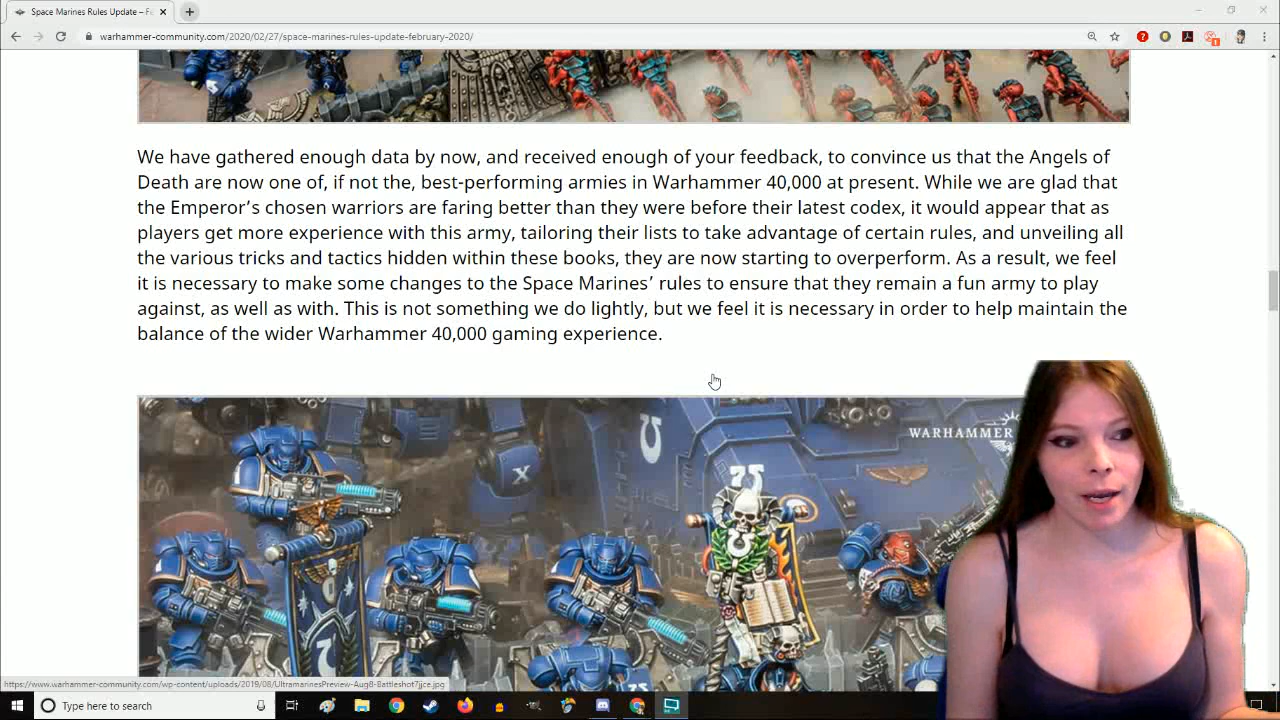 Space Marines Rules Update – Fo
warhammer-community.com/2020/02/27/space-marines-rules-update-february-2020/
We have gathered enough data by now, and received enough of your feedback, to convince us that the Angels of
Death are now one of, if not the, best-performing armies in Warhammer 40,000 at present. While we are glad that
the Emperor’s chosen warriors are faring better than they were before their latest codex, it would appear that as
players get more experience with this army, tailoring their lists to take advantage of certain rules, and unveiling all
the various tricks and tactics hidden within these books, they are now starting to overperform. As a result, we feel
it is necessary to make some changes to the Space Marines’ rules to ensure that they remain a fun army to play
against, as well as with. This is not something we do lightly, but we feel it is necessary in order to help maintain the
balance of the wider Warhammer 40,000 gaming experience.
WARHAMMER
X
https://www.warhammer-community.com/wp-content/uploads/2019/08/UltramarinesPreview-Aug8-Battleshot7jjce.jpg
Type here to search